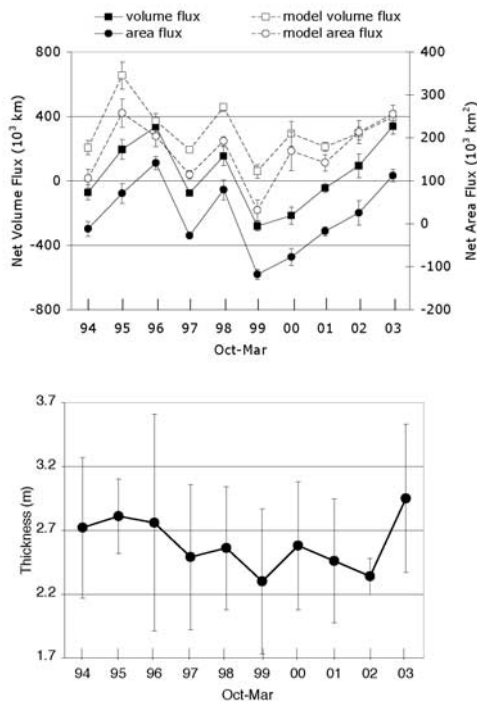 volume flux
model volume flux
area flux
model area flux
800
400
0
-400
-800
Net Volume Flux (10³ km)
400
300
200
100
0
-100
-200
Net Area Flux (10³ km²)
94 95 96 97 98 99 00 01 02 03
Oct-Mar
3.7
3.2
2.7
2.2
1.7
Thickness (m)
94 95 96 97 98 99 00 01 02 03
Oct-Mar